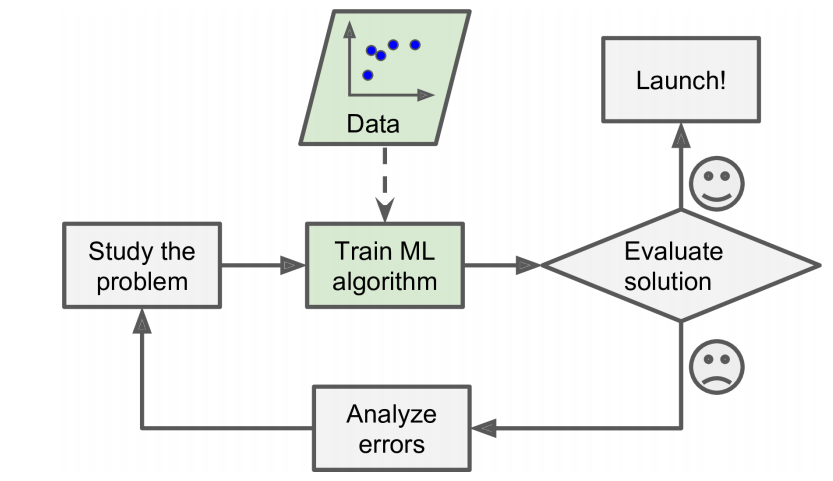 Data
Launch!
Study the
problem
Train ML
algorithm
Evaluate
solution
Analyze
errors